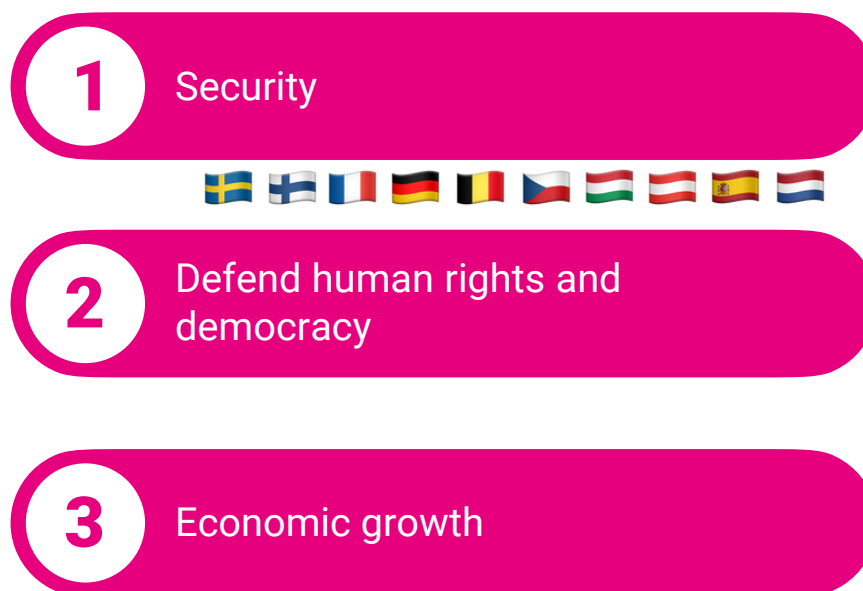 1
Security
2
Defend human rights and
democracy
3
Economic growth